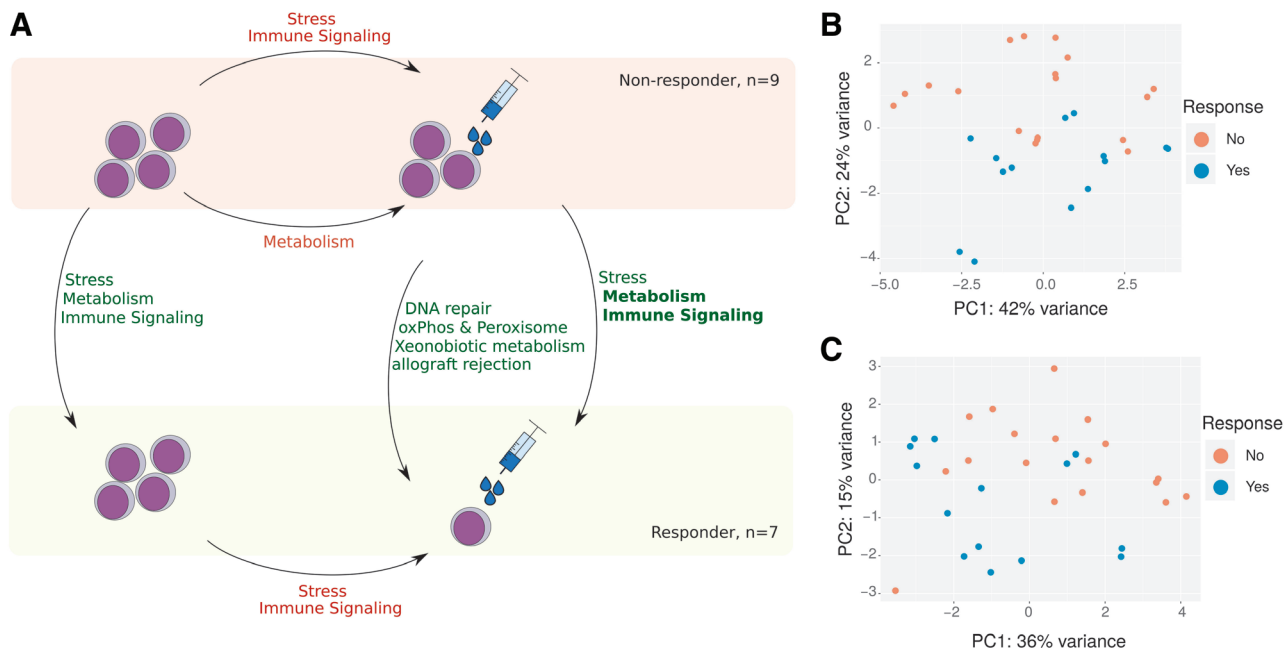 A
Stress
Immune Signaling
Non-responder, n=9
Metabolism
Stress
Metabolism
Immune Signaling
DNA repair
oxPhos & Peroxisome
Xeonobiotic metabolism
allograft rejection
Stress
Metabolism
Immune Signaling
Responder, n=7
Stress
Immune Signaling
B
PC2: 24% variance
2
0
−2
−4
−5.0
−2.5
0.0
2.5
PC1: 42% variance
Response
No
Yes
C
PC2: 15% variance
3
2
1
0
−1
−2
−3
−2
0
2
4
PC1: 36% variance
Response
No
Yes